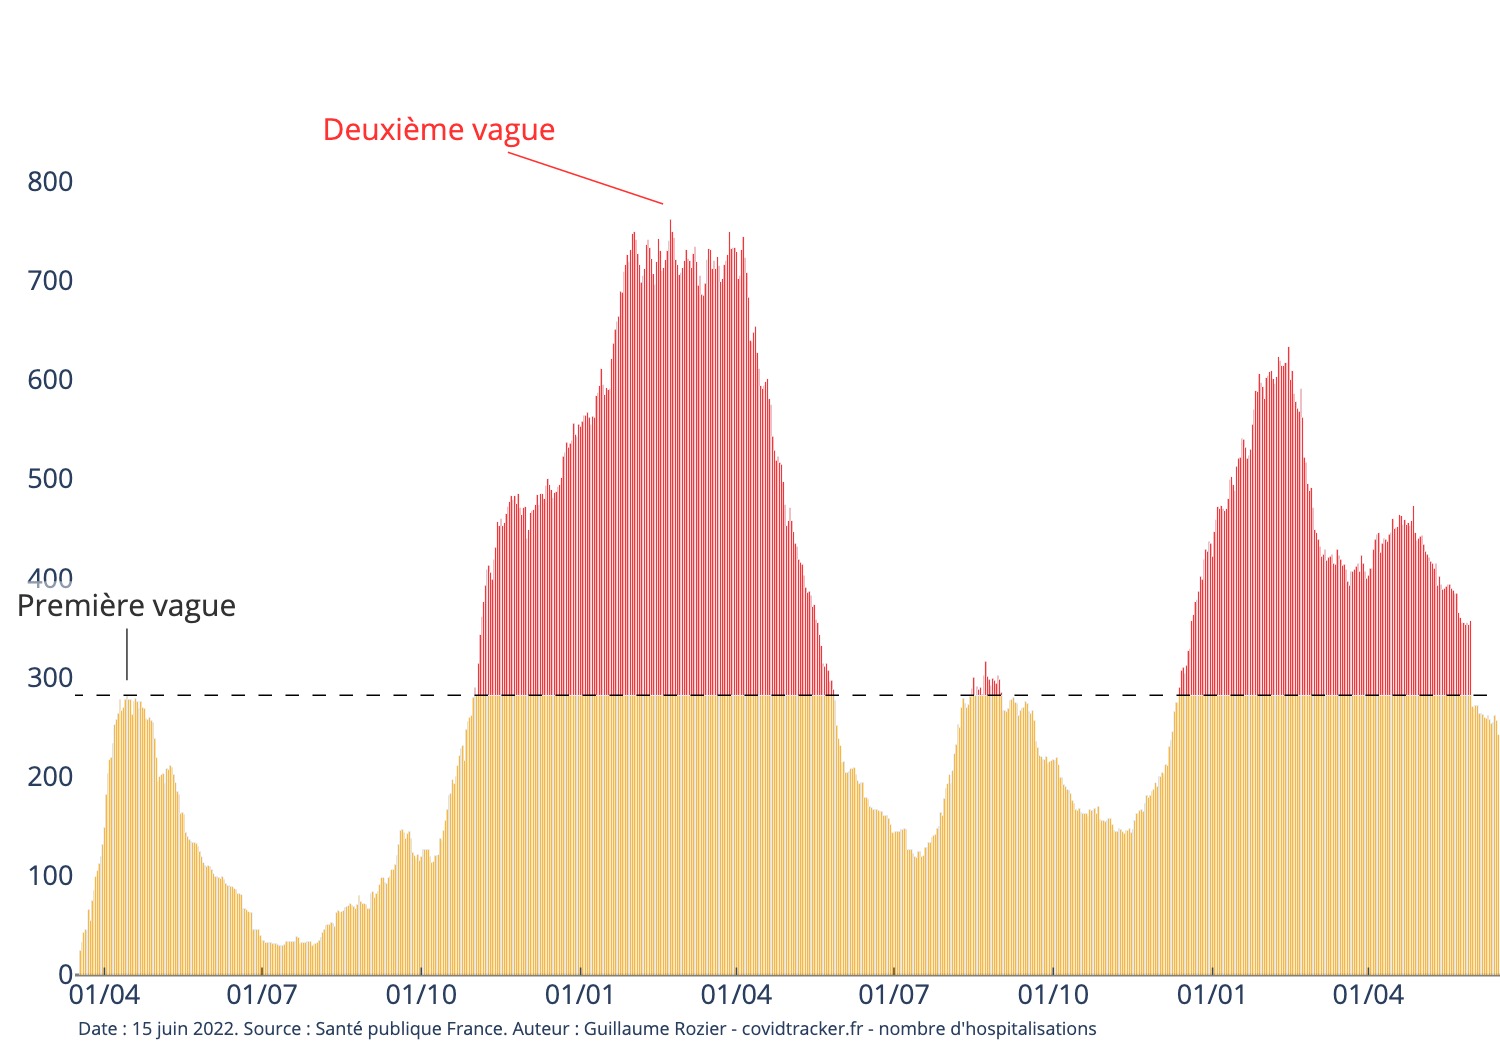 Deuxième vague
800
700
600
500
400
Première vague
300
200
100
0
01/04 01/07 01/10 01/01 01/04 01/07 01/10 01/01 01/04
Date : 15 juin 2022. Source : Santé publique France. Auteur : Guillaume Rozier - covidtracker.fr - nombre d'hospitalisations